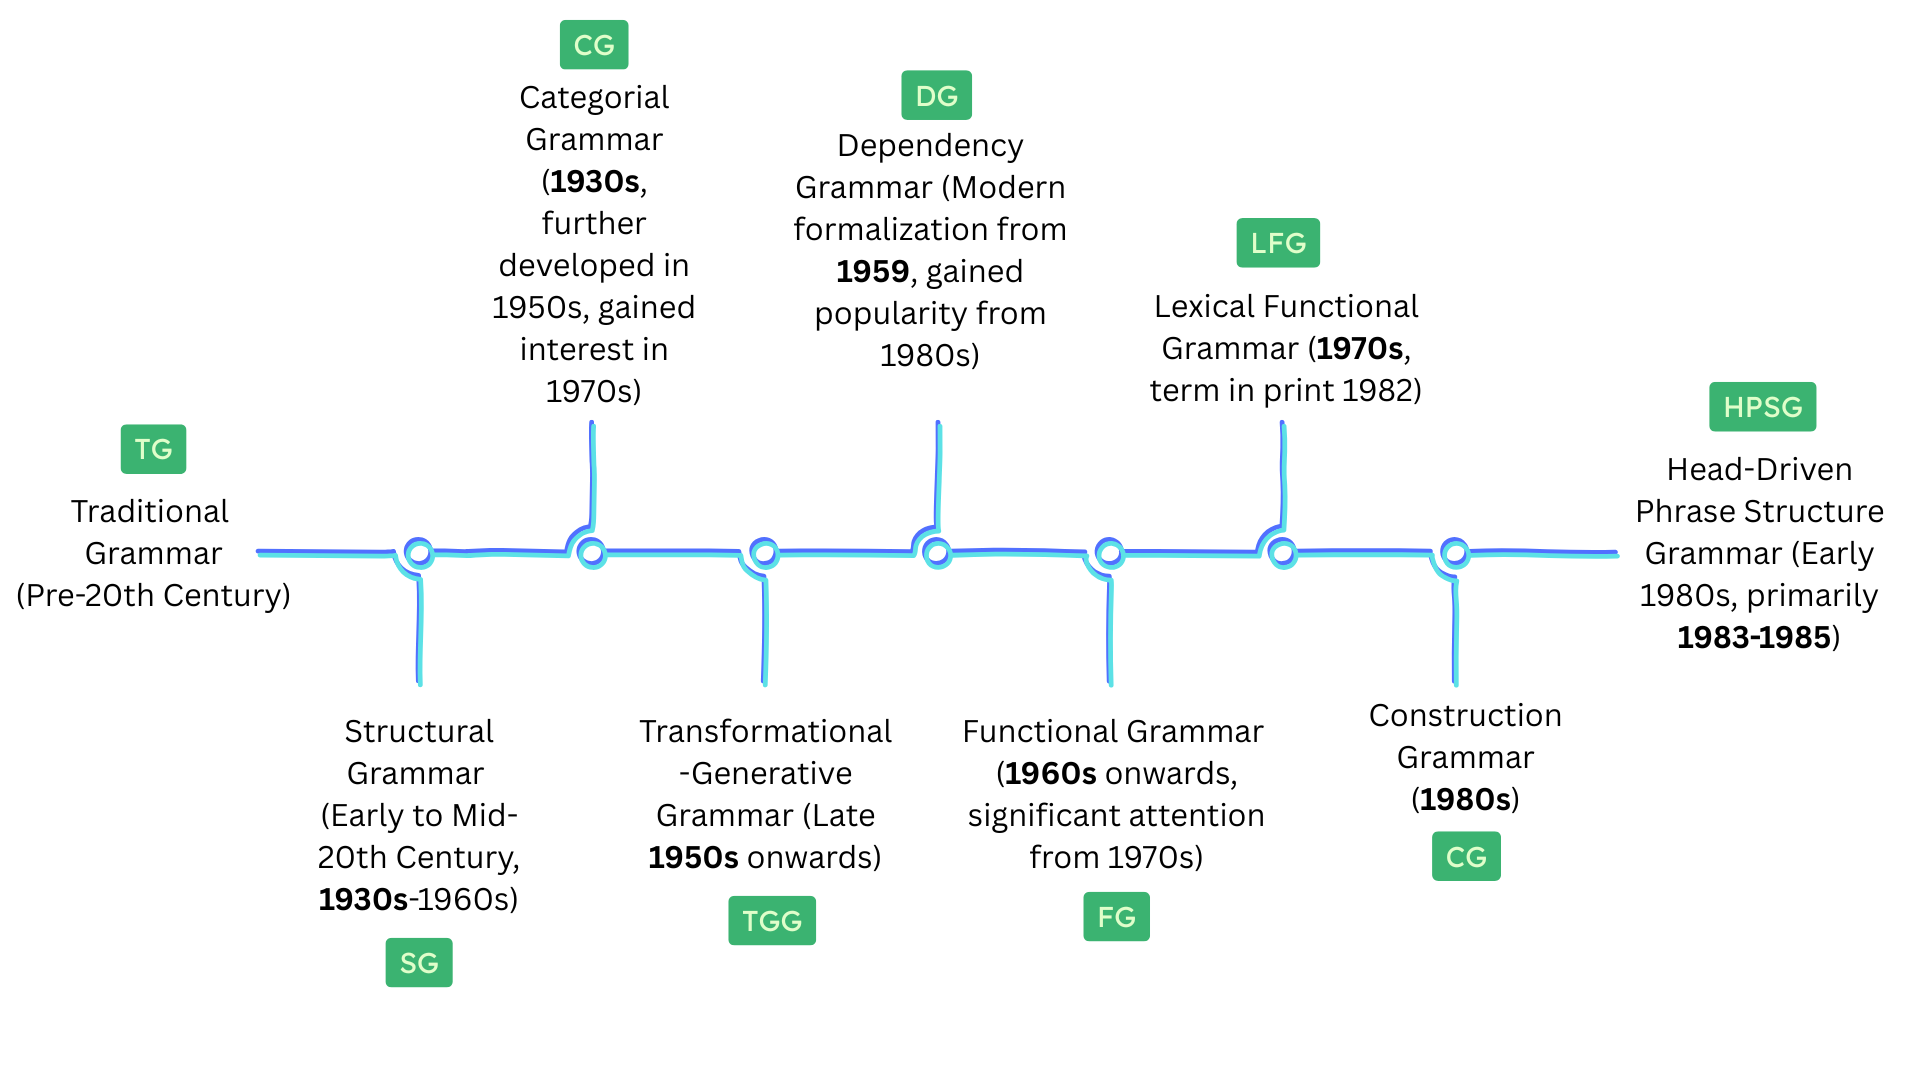 TG
Traditional
Grammar
(Pre-20th Century)
Structural
Grammar
(Early to Mid-
20th Century,
1930s-1960s)
SG
CG
Categorial
Grammar
(1930s,
further
developed in
1950s, gained
interest in
1970s)
Transformational
-Generative
Grammar (Late
1950s onwards)
TGG
DG
Dependency
Grammar (Modern
formalization from
1959, gained
popularity from
1980s)
Functional Grammar
(1960s onwards,
significant attention
from 1970s)
FG
LFG
Lexical Functional
Grammar (1970s,
term in print 1982)
Construction
Grammar
(1980s)
CG
HPSG
Head-Driven
Phrase Structure
Grammar (Early
1980s, primarily
1983-1985)